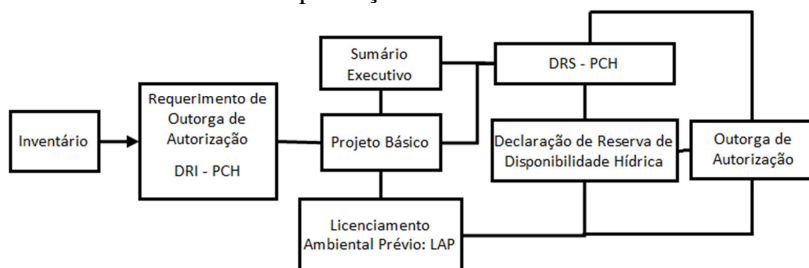 Inventário
Requerimento de
Outorga de
Autorização
DRI - PCH
Sumário
Executivo
Projeto Básico
Licenciamento
Ambiental Prévio: LAP
DRS - PCH
Declaração de Reserva de
Disponibilidade Hídrica
Outorga de
Autorização